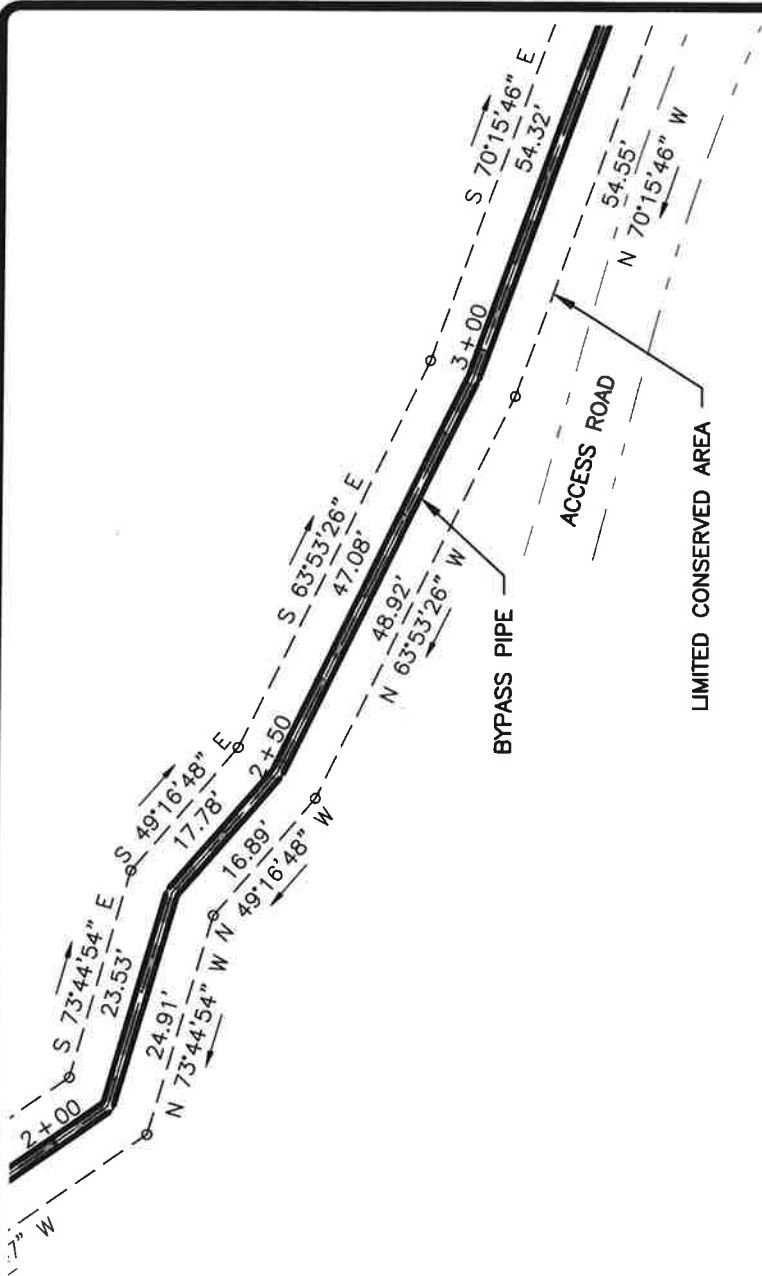 7" W
2 + 00
S 73°44'54" E
23.53'
24.91'
N 73°44'54" W
S 49°16'48" E
17.78'
16.89'
N 49°16'48" W
2 + 50
S 63°53'26" E
47.08'
48.92'
N 63°53'26" W
3 + 00
S 70°15'46" E
54.32'
54.55'
N 70°15'46" W
BYPASS PIPE
ACCESS ROAD
LIMITED CONSERVED AREA